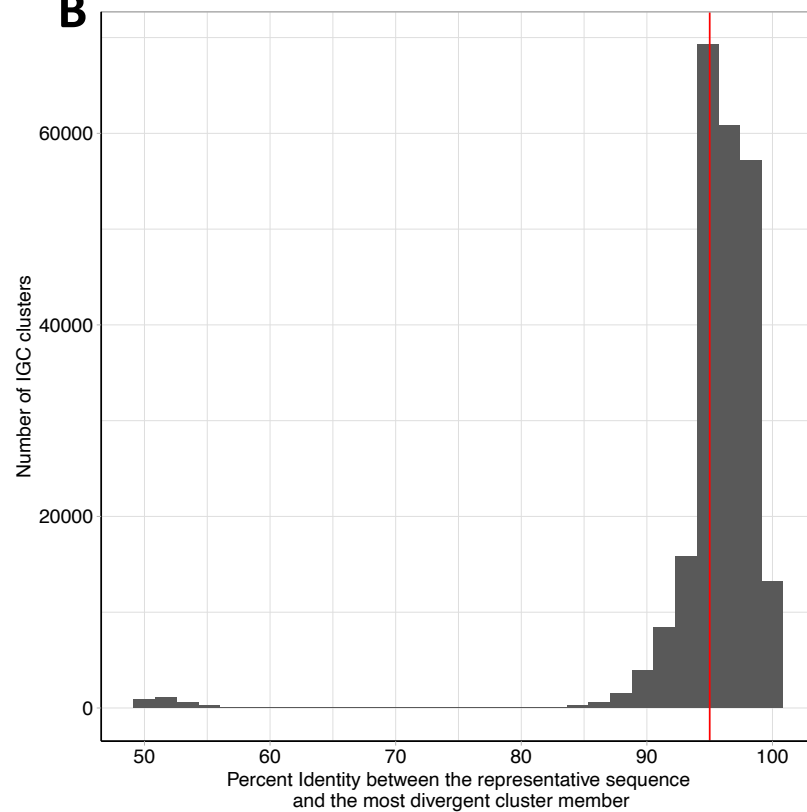 B
60000
40000
20000
0
Number of IGC clusters
50 60 70 80 90 100
Percent Identity between the representative sequence
and the most divergent cluster member